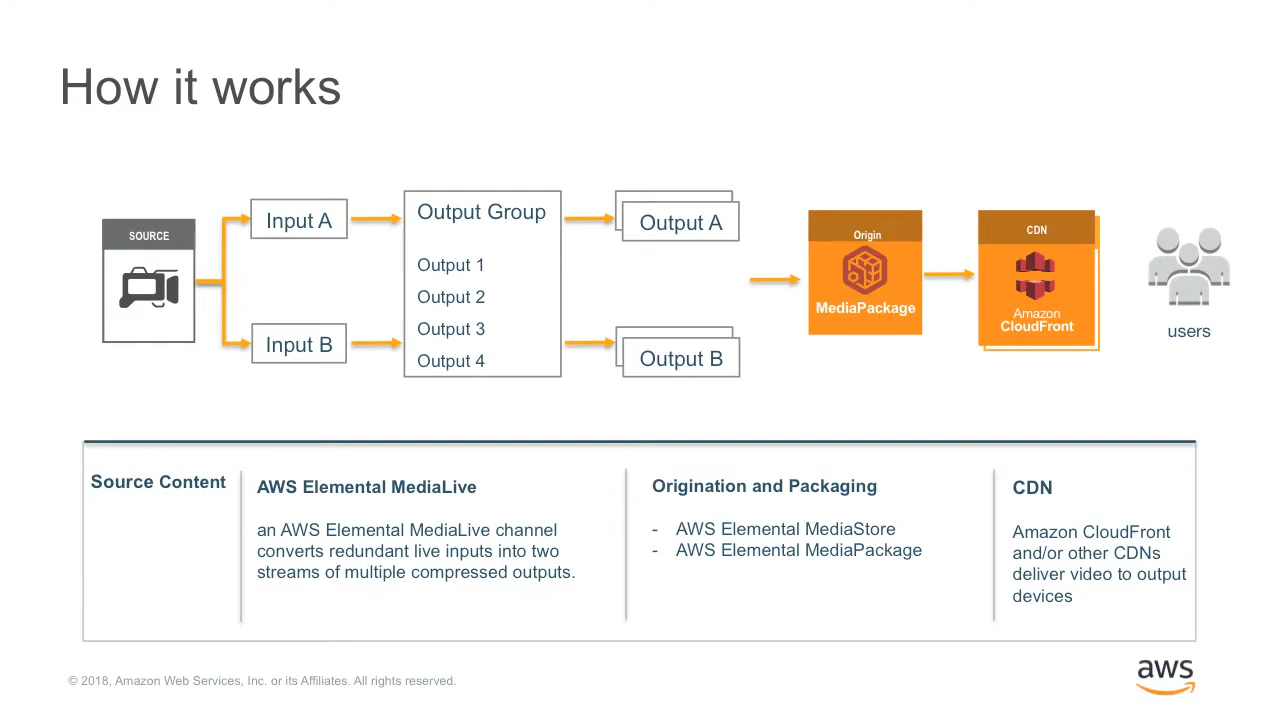 How it works
SOURCE
Input A
Input B
Output Group
Output 1
Output 2
Output 3
Output 4
Output A
Output B
Origin
MediaPackage
CDN
Amazon
CloudFront
users
Source Content
AWS Elemental MediaLive
an AWS Elemental MediaLive channel
converts redundant live inputs into two
streams of multiple compressed outputs.
Origination and Packaging
- AWS Elemental MediaStore
- AWS Elemental MediaPackage
CDN
Amazon CloudFront
and/or other CDNs
deliver video to output
devices
© 2018, Amazon Web Services, Inc. or its Affiliates. All rights reserved.
aws